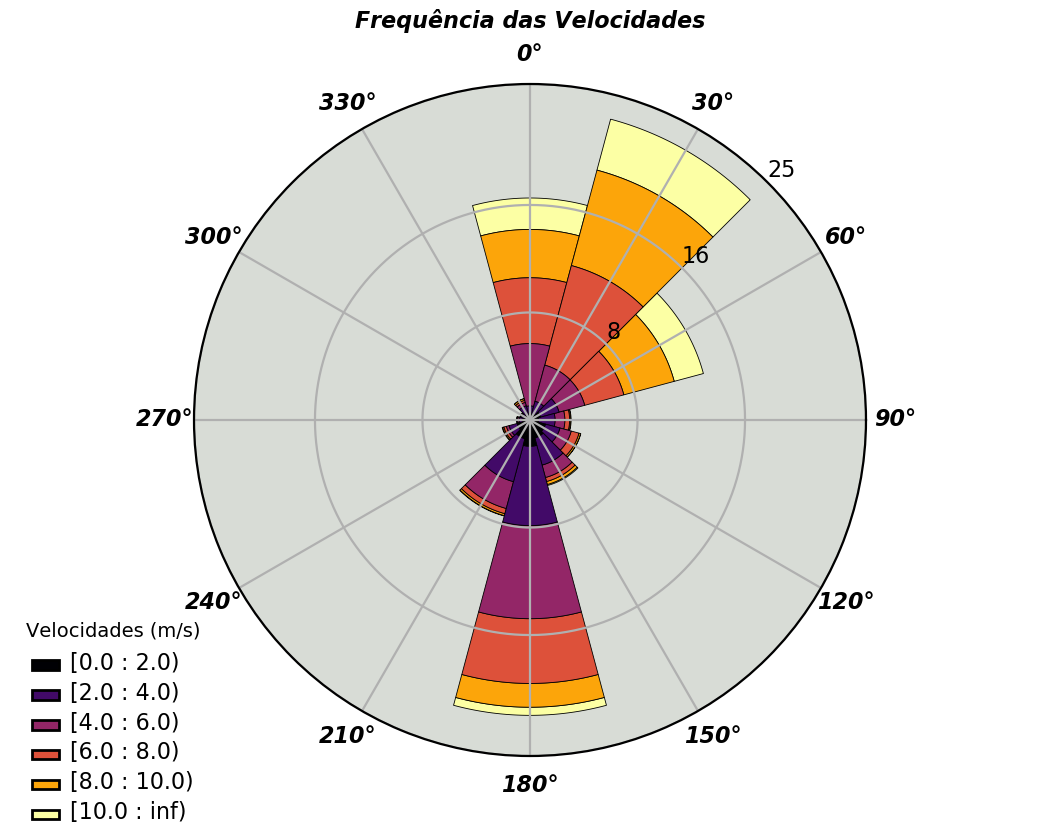 Frequência das Velocidades
0°
330°
30°
25
300°
60°
16
8
270°
90°
240°
120°
210°
150°
180°
Velocidades (m/s)
[0.0 : 2.0)
[2.0 : 4.0)
[4.0 : 6.0)
[6.0 : 8.0)
[8.0 : 10.0)
[10.0 : inf)